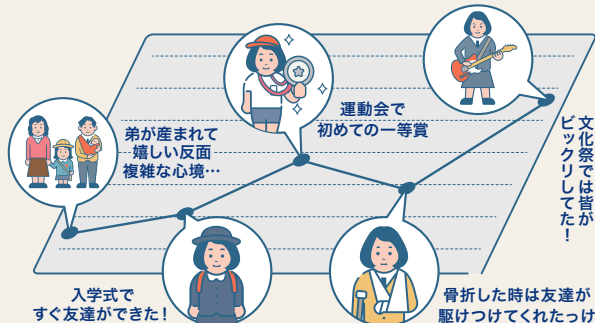 弟が産まれて
嬉しい反面
複雑な心境…
入学式で
すぐ友達ができた！
運動会で
初めての一等賞
骨折した時は友達が
駆けつけてくれたっけ
文化祭では皆が
ビックリしてた！